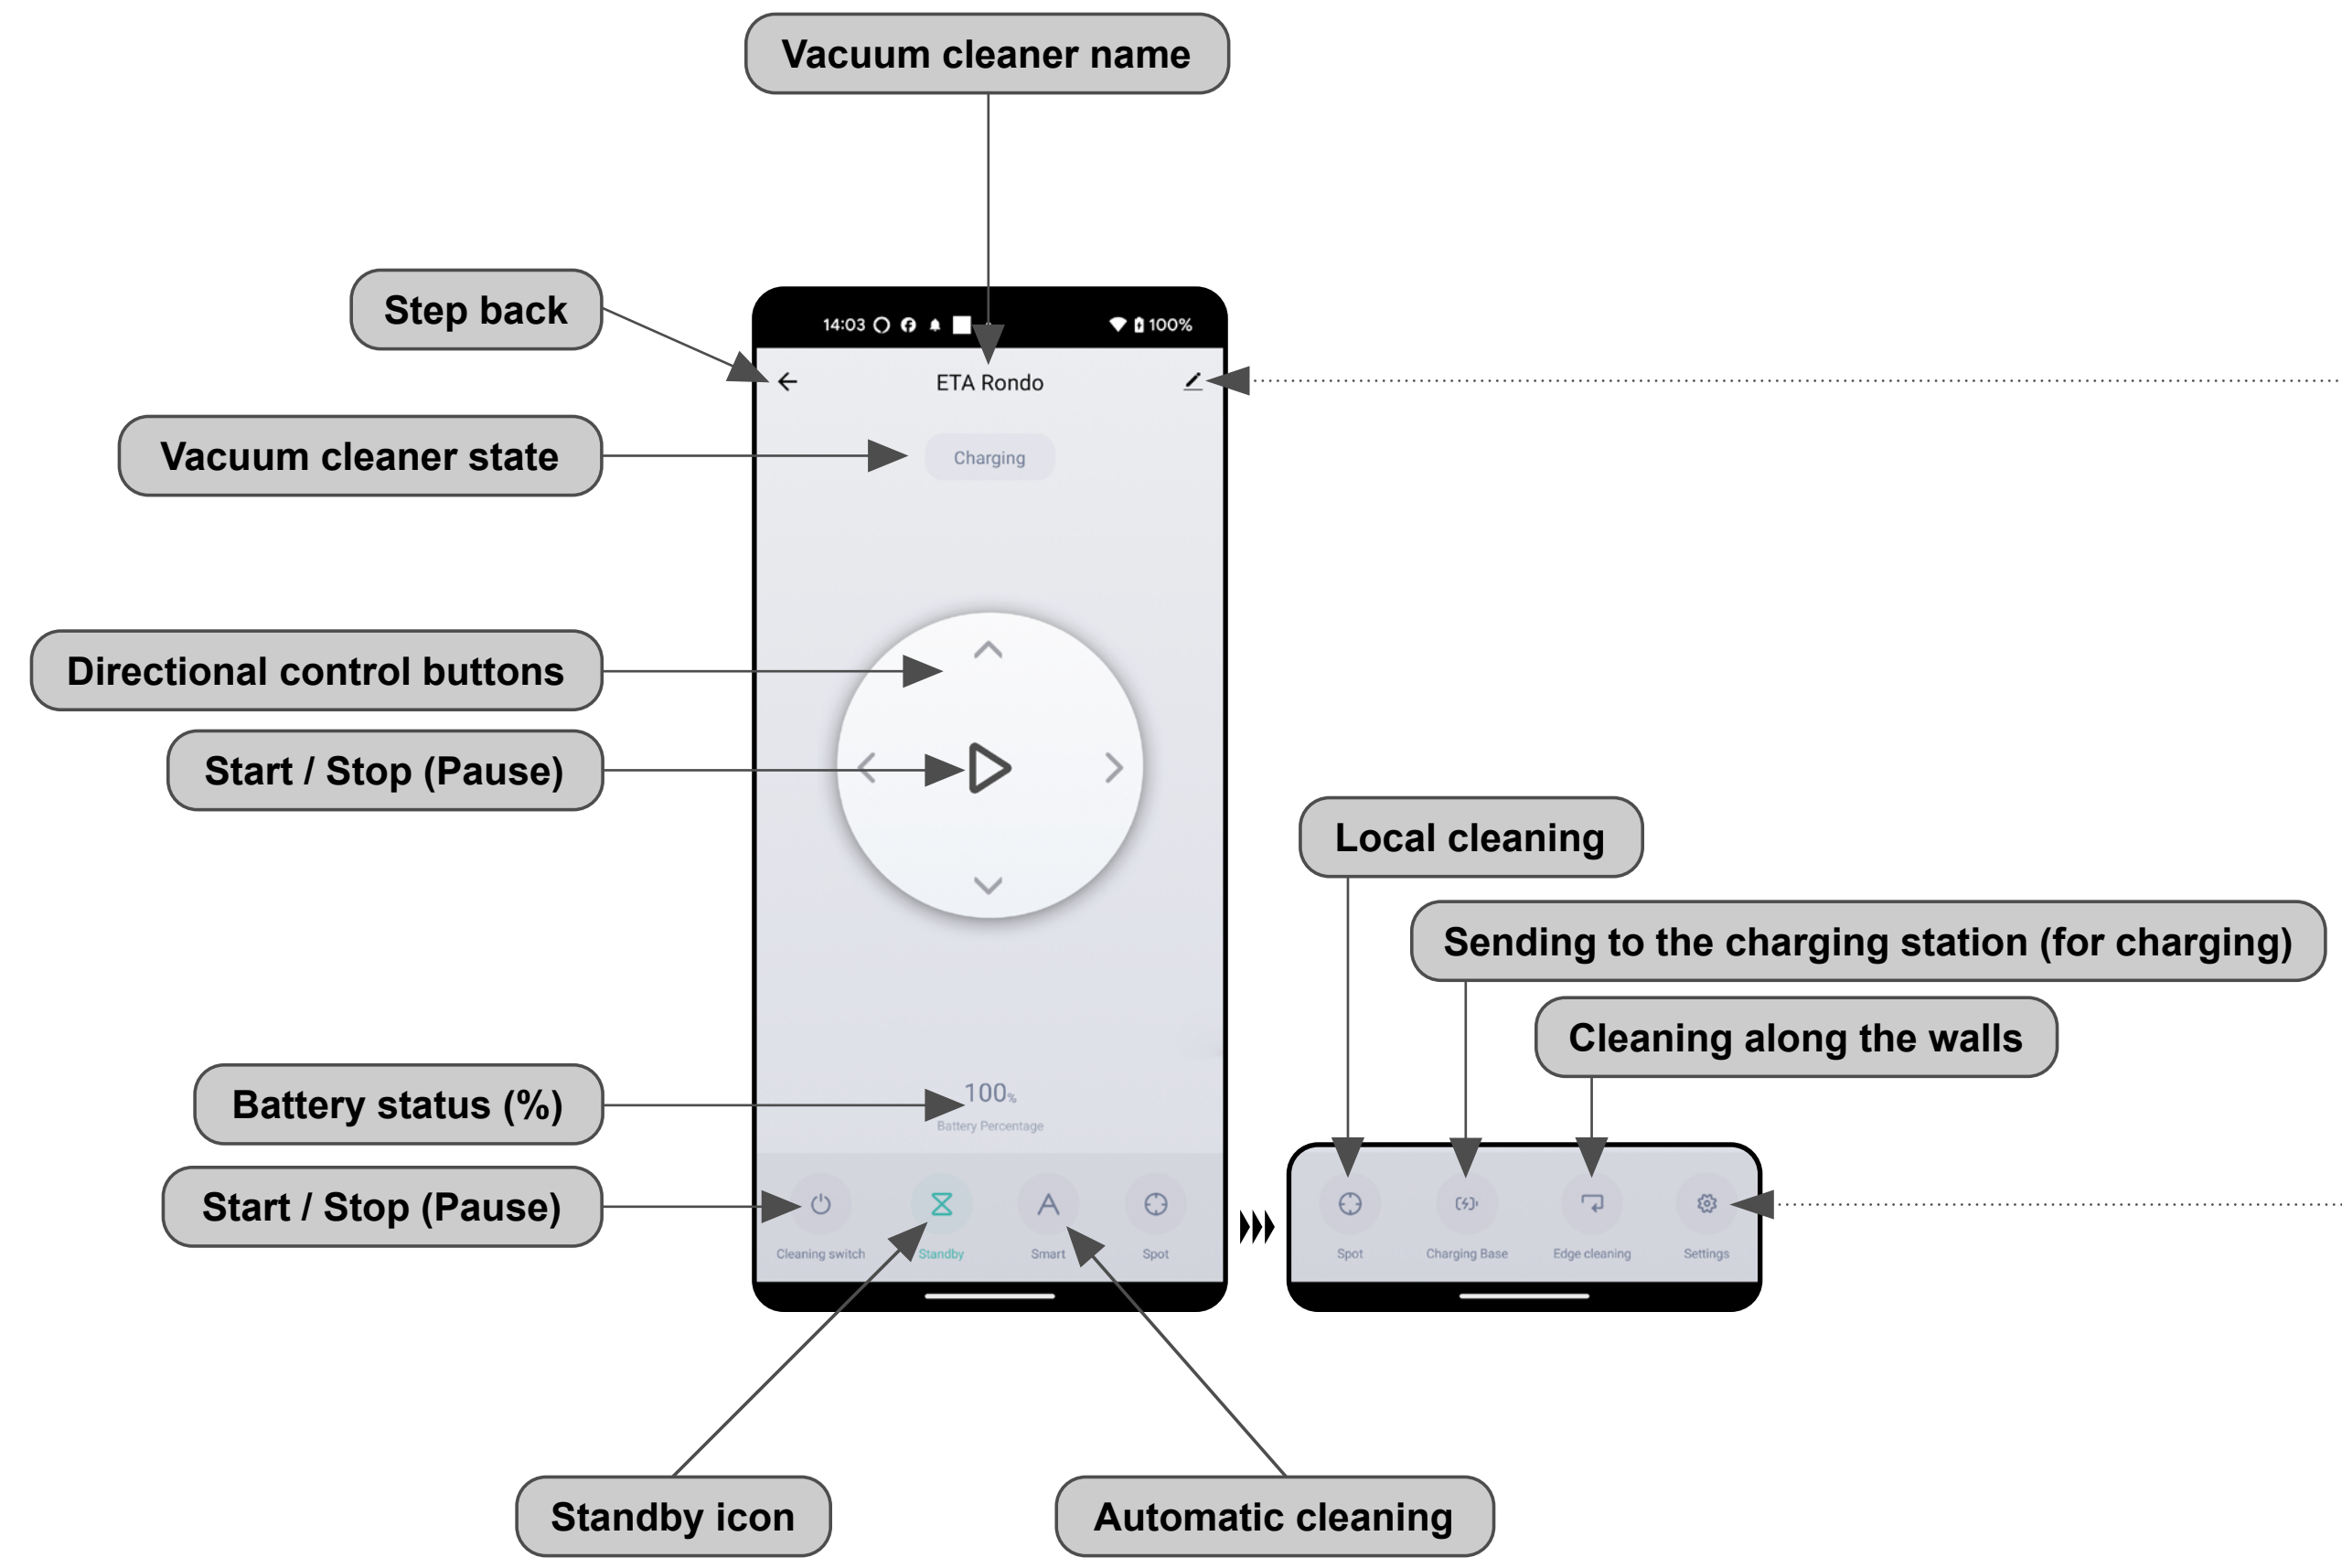 Vacuum cleaner name
Step back
14:03
100%
ETA Rondo
Vacuum cleaner state
Charging
Directional control buttons
Start / Stop (Pause)
Local cleaning
Sending to the charging station (for charging)
Cleaning along the walls
Battery status (%)
100%
Battery Percentage
Start / Stop (Pause)
Cleaning switch
Standby
Smart
Spot
Spot
Charging Base
Edge cleaning
Settings
Standby icon
Automatic cleaning